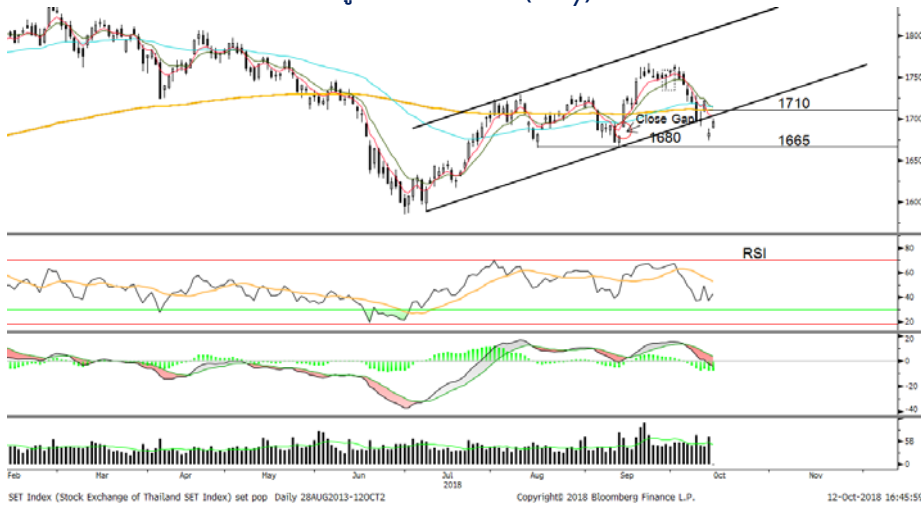 1800
1750
1710
1700
Close Gap
1680
1665
1650
1600
RSI
80
60
40
20
20
0
-20
-40
5B
0
Feb Mar Apr May Jun Jul Aug Sep Oct Nov
2018
SET Index (Stock Exchange of Thailand SET Index) set pop Daily 28AUG2013-12OCT2
Copyright© 2018 Bloomberg Finance L.P.
12-Oct-2018 16:45:59